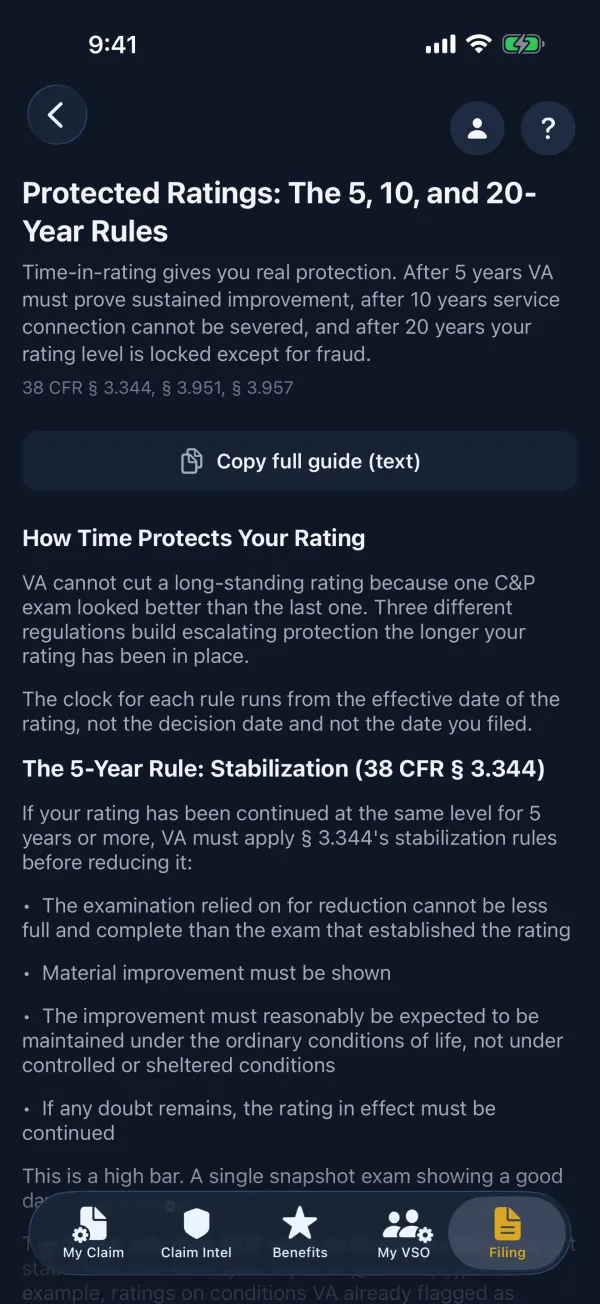 9:41
?
Protected Ratings: The 5, 10, and 20-
Year Rules
Time-in-rating gives you real protection. After 5 years VA
must prove sustained improvement, after 10 years service
connection cannot be severed, and after 20 years your
rating level is locked except for fraud.
38 CFR § 3.344, § 3.951, § 3.957
Copy full guide (text)
How Time Protects Your Rating
VA cannot cut a long-standing rating because one C&P
exam looked better than the last one. Three different
regulations build escalating protection the longer your
rating has been in place.
The clock for each rule runs from the effective date of the
rating, not the decision date and not the date you filed.
The 5-Year Rule: Stabilization (38 CFR § 3.344)
If your rating has been continued at the same level for 5
years or more, VA must apply § 3.344's stabilization rules
before reducing it:
• The examination relied on for reduction cannot be less
full and complete than the exam that established the rating
• Material improvement must be shown
• The improvement must reasonably be expected to be
maintained under the ordinary conditions of life, not under
controlled or sheltered conditions
• If any doubt remains, the rating in effect must be
continued
This is a high bar. A single snapshot exam showing a good
My Claim
Claim Intel
Benefits
My VSO
Filing
example, ratings on conditions VA already flagged as